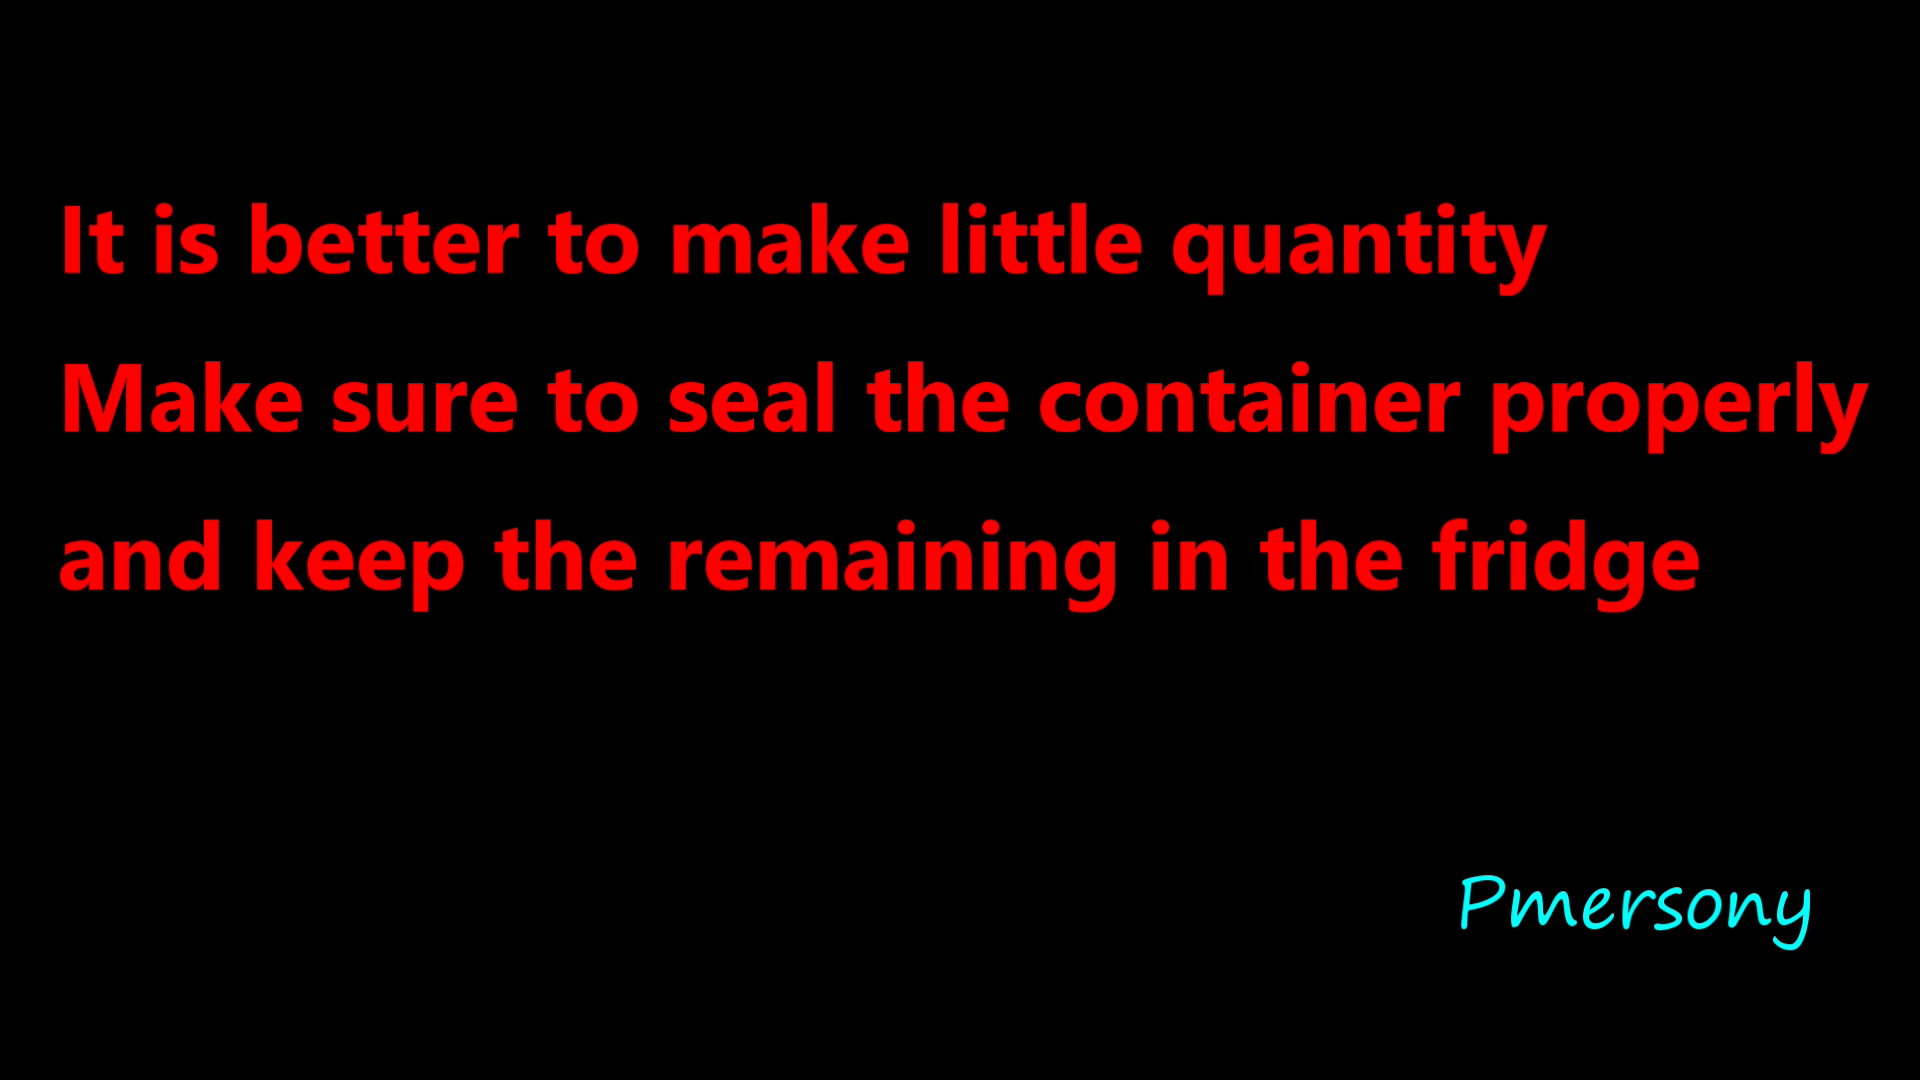 It is better to make little quantity
Make sure to seal the container properly
and keep the remaining in the fridge
Pmersony